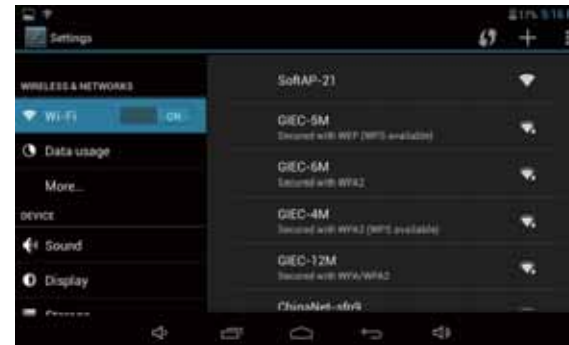 Settings
WIRELESS & NETWORKS
Wi-Fi ON
Data usage
More...
DEVICE
Sound
Display
SoftAP-21
GIEC-5M
Secured with WEP (WPS available)
GIEC-6M
Secured with WPA2
GIEC-4M
Secured with WPA2 (WPS available)
GIEC-12M
Secured with WPA/WPA2